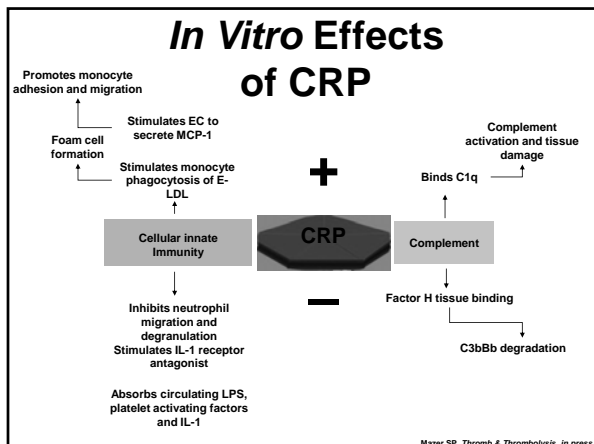 In Vitro Effects
of CRP
Promotes monocyte
adhesion and migration
Stimulates EC to
secrete MCP-1
Foam cell
formation
Stimulates monocyte
phagocytosis of E-
LDL
Cellular innate
Immunity
Inhibits neutrophil
migration and
degranulation
Stimulates IL-1 receptor
antagonist
Absorbs circulating LPS,
platelet activating factors
and IL-1
+
CRP
–
Complement
activation and tissue
damage
Binds C1q
Complement
Factor H tissue binding
C3bBb degradation
Mazer SP, Thromb & Thrombolysis, in press